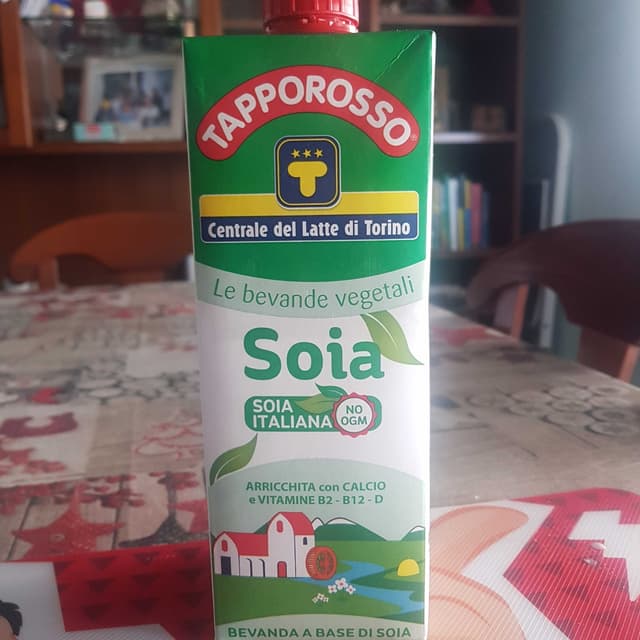 TAPPOROSSO
T
Centrale del Latte di Torino
Le bevande vegetali
Soia
SOIA
ITALIANA
NO
OGM
ARRICCHITA con CALCIO
e VITAMINE B2 - B12 - D
BEVANDA A BASE DI SOIA